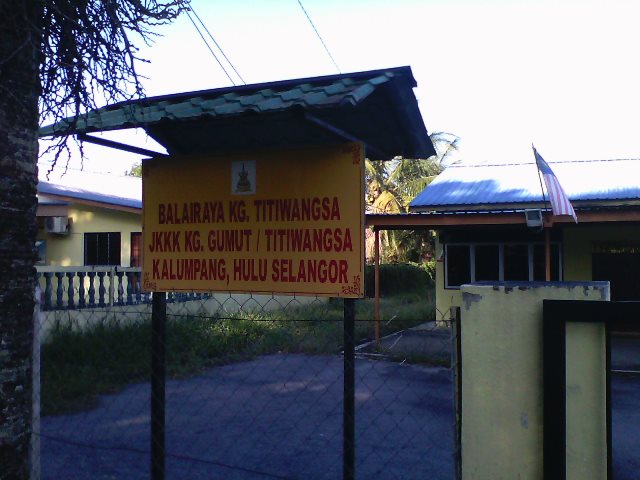 BALAIRAYA KG. TITIWANGSA
JKKK KG. GUMUT / TITIWANGSA
KALUMPANG, HULU SELANGOR